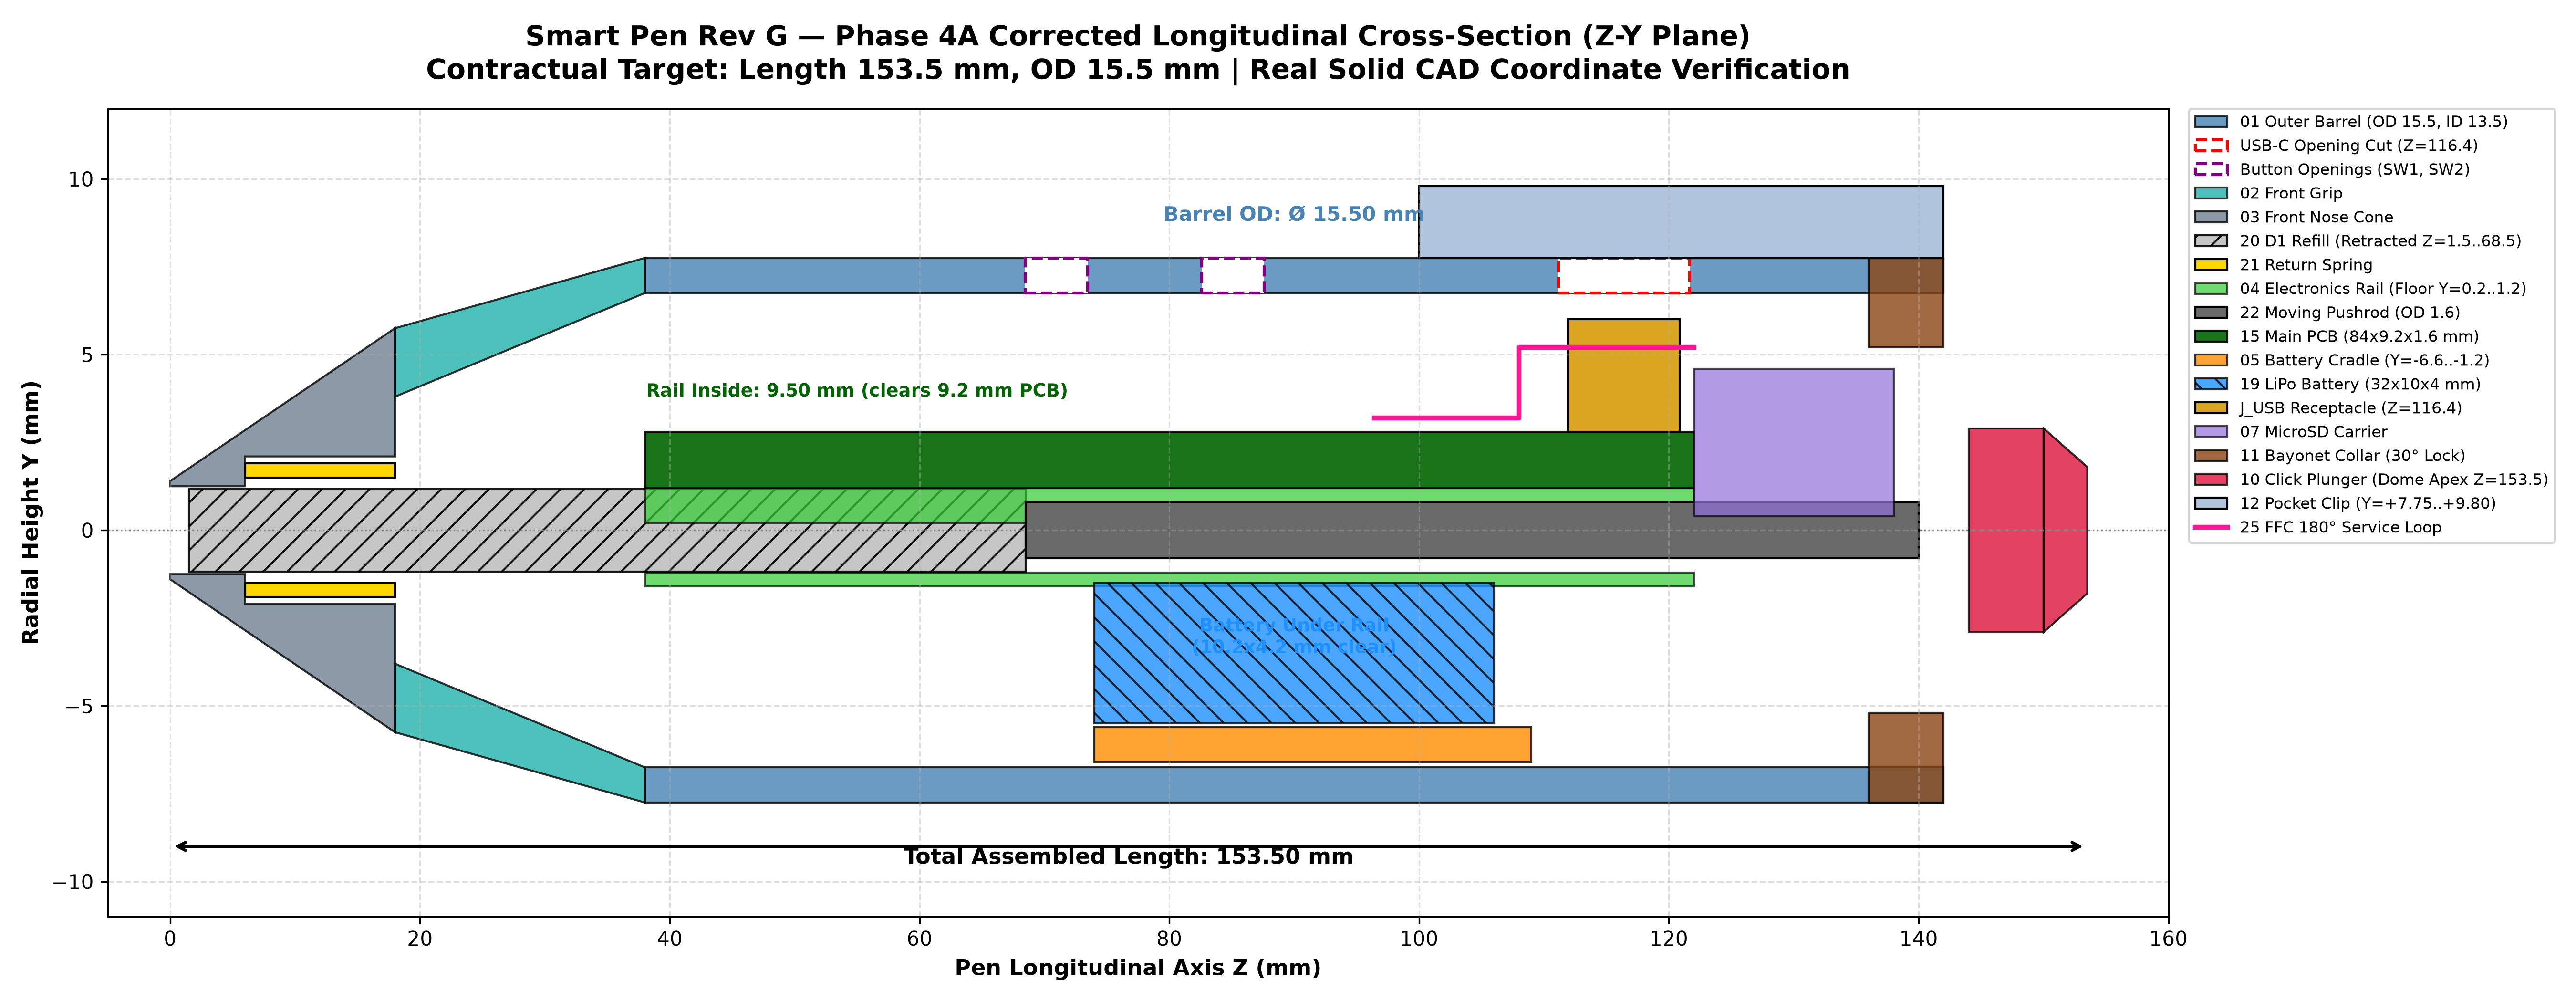 Smart Pen Rev G — Phase 4A Corrected Longitudinal Cross-Section (Z-Y Plane)
Contractual Target: Length 153.5 mm, OD 15.5 mm | Real Solid CAD Coordinate Verification
Radial Height Y (mm)
10
5
0
−5
−10
Barrel OD: Ø 15.50 mm
Rail Inside: 9.50 mm (clears 9.2 mm PCB)
Battery Under Rail
(10.2x4.2 mm clear)
Total Assembled Length: 153.50 mm
0
20
40
60
80
100
120
140
160
Pen Longitudinal Axis Z (mm)
01 Outer Barrel (OD 15.5, ID 13.5)
USB-C Opening Cut (Z=116.4)
Button Openings (SW1, SW2)
02 Front Grip
03 Front Nose Cone
20 D1 Refill (Retracted Z=1.5..68.5)
21 Return Spring
04 Electronics Rail (Floor Y=0.2..1.2)
22 Moving Pushrod (OD 1.6)
15 Main PCB (84x9.2x1.6 mm)
05 Battery Cradle (Y=-6.6..-1.2)
19 LiPo Battery (32x10x4 mm)
J_USB Receptacle (Z=116.4)
07 MicroSD Carrier
11 Bayonet Collar (30° Lock)
10 Click Plunger (Dome Apex Z=153.5)
12 Pocket Clip (Y=+7.75..+9.80)
25 FFC 180° Service Loop